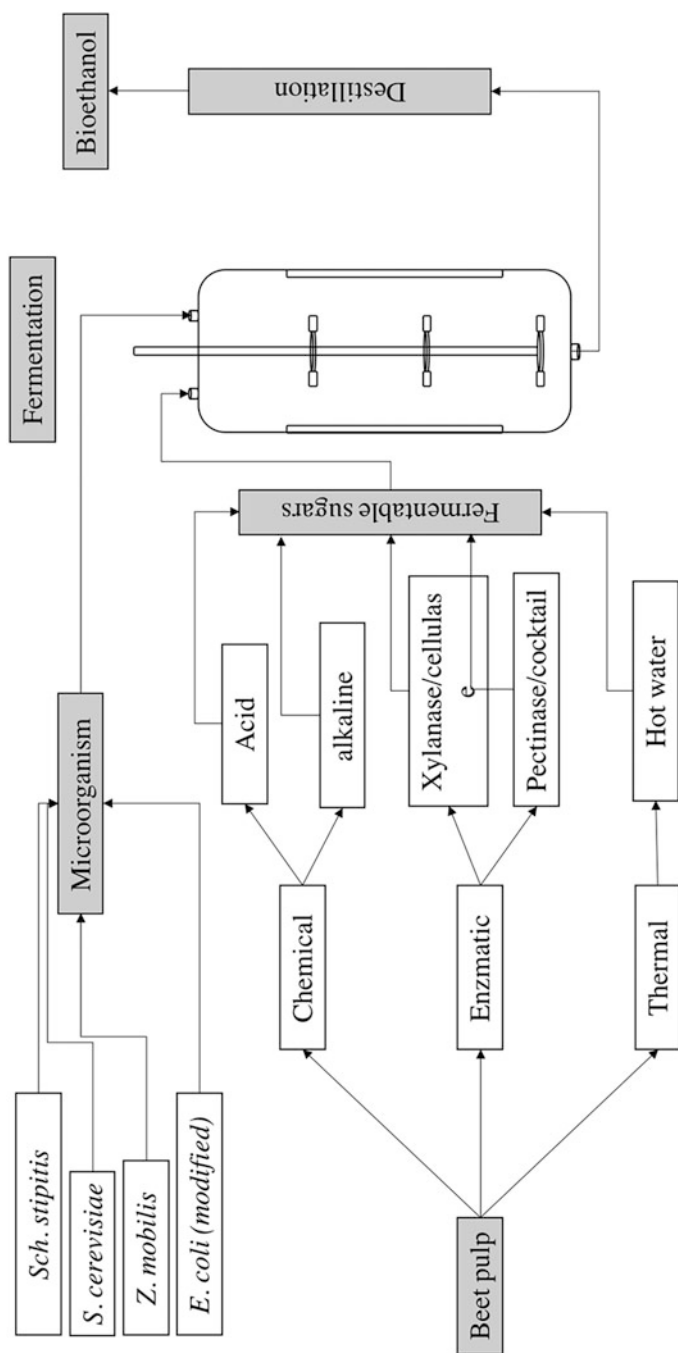 Sch. stipitis
S. cerevisiae
Z. mobilis
E. coli (modified)
Microorganism
Fermentation
Bioethanol
Beet pulp
Chemical
Enzmatic
Thermal
Acid
alkaline
Xylanase/cellulas
e
Pectinase/cocktail
Hot water
Fermentable sugars
Destillation